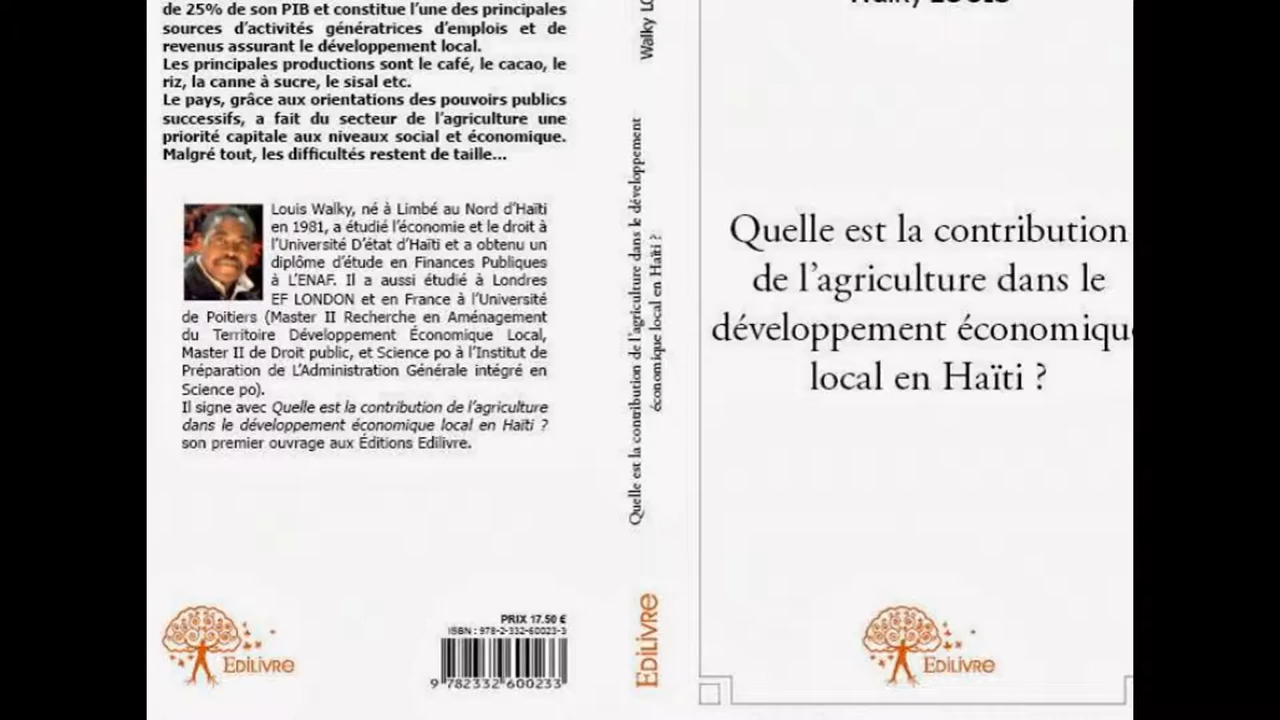 de 25% de son PIB et constitue l'une des principales
sources d'activités génératrices d'emplois et de
revenus assurant le développement local.
Les principales productions sont le café, le cacao, le
riz, la canne à sucre, le sisal etc.
Le pays, grâce aux orientations des pouvoirs publics
successifs, a fait du secteur de l'agriculture une
priorité capitale aux niveaux social et économique.
Malgré tout, les difficultés restent de taille...
Louis Walky, né à Limbé au Nord d'Haïti
en 1981, a étudié l'économie et le droit à
l'Université D'état d'Haïti et a obtenu un
diplôme d'étude en Finances Publiques
à L'ENAF. Il a aussi étudié à Londres
EF LONDON et en France à l'Université
de Poitiers (Master II Recherche en Aménagement
du Territoire Développement Économique Local,
Master II de Droit public, et Science po à l'Institut de
Préparation de L'Administration Générale intégré en
Science po).
Il signe avec Quelle est la contribution de l'agriculture
dans le développement économique local en Haïti ?
son premier ouvrage aux Éditions Edilivre.
EDILIVRE
PRIX 17.50 €
ISBN : 978-2-332-60023-3
9 782332 600233
Walky LO
Quelle est la contribution de l'agriculture dans le développement
économique local en Haïti ?
EDILIVRE
Walky LOUIS
Quelle est la contribution
de l'agriculture dans le
développement économique
local en Haïti ?
EDILIVRE